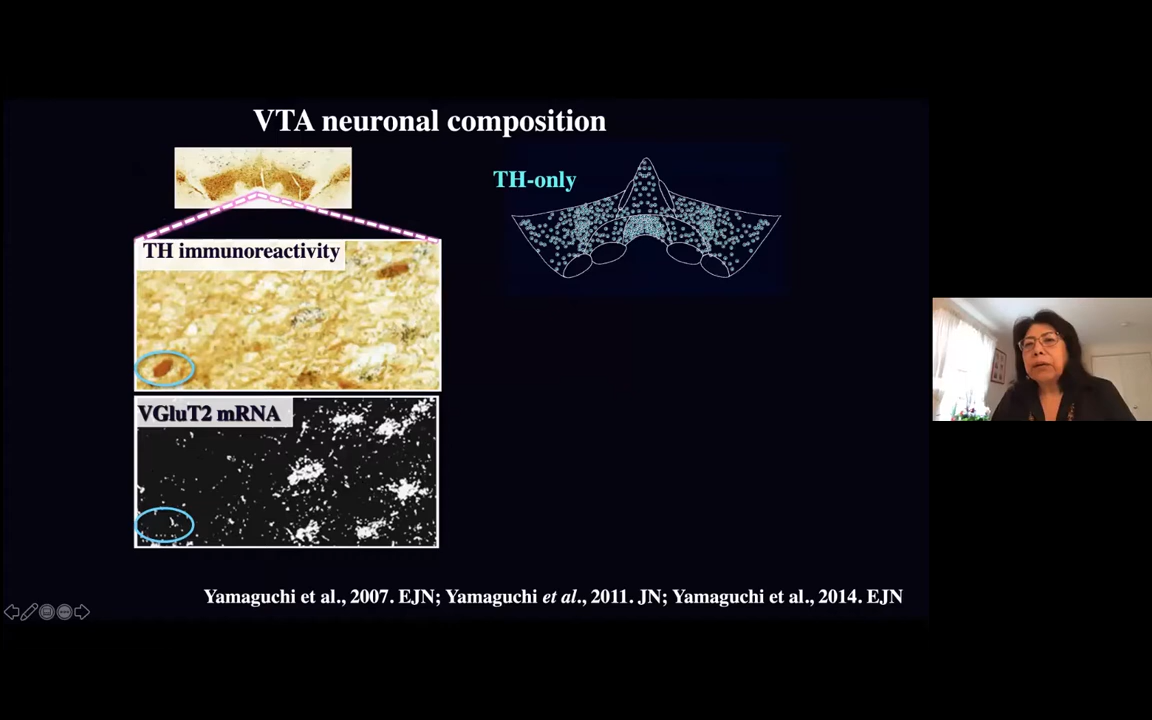 VTA neuronal composition
TH-only
TH immunoreactivity
VGluT2 mRNA
Yamaguchi et al., 2007. EJN; Yamaguchi et al., 2011. JN; Yamaguchi et al., 2014. EJN